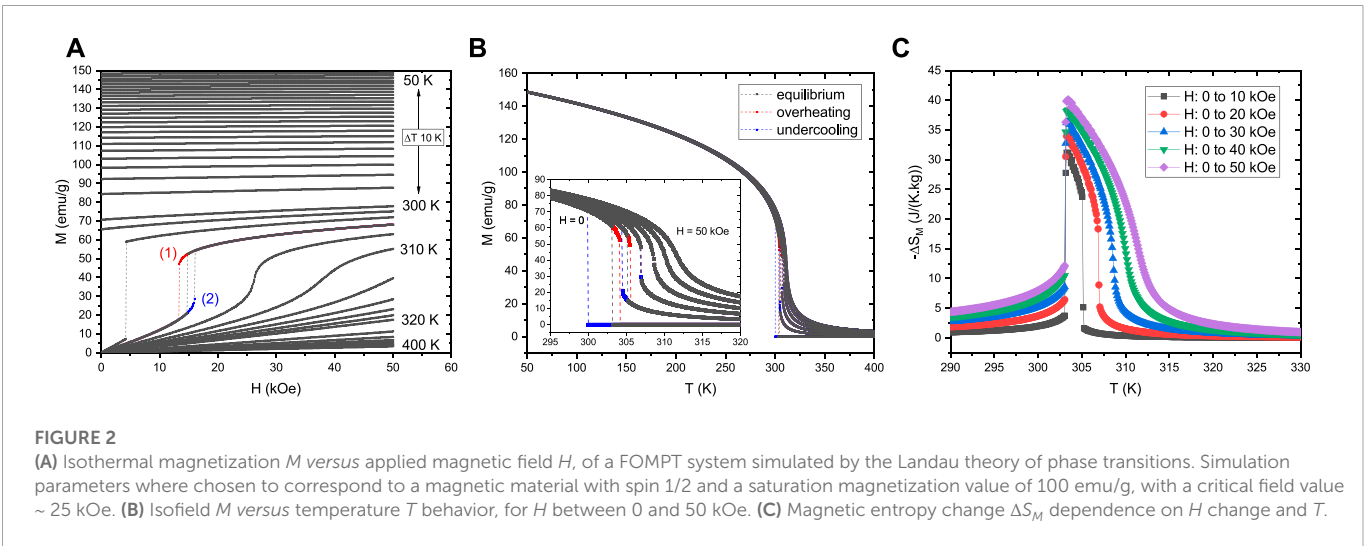 A
150
140
130
120
110
100
90
80
70
60
50
40
30
20
10
0
M (emu/g)
50 K
ΔT 10 K
300 K
(1)
310 K
(2)
320 K
400 K
0 10 20 30 40 50 60
H (kOe)
B
160
140
120
100
80
60
40
20
0
M (emu/g)
equilibrium
overheating
undercooling
90
80
70
60
50
40
30
20
10
0
H = 0
H = 50 kOe
295 300 305 310 315 320
50 100 150 200 250 300 350 400
T (K)
C
45
40
35
30
25
20
15
10
5
0
-ΔS_M (J/(K.kg))
H: 0 to 10 kOe
H: 0 to 20 kOe
H: 0 to 30 kOe
H: 0 to 40 kOe
H: 0 to 50 kOe
290 295 300 305 310 315 320 325 330
T (K)
FIGURE 2
(A) Isothermal magnetization M versus applied magnetic field H, of a FOMPT system simulated by the Landau theory of phase transitions. Simulation
parameters where chosen to correspond to a magnetic material with spin 1/2 and a saturation magnetization value of 100 emu/g, with a critical field value
~ 25 kOe. (B) Isofield M versus temperature T behavior, for H between 0 and 50 kOe. (C) Magnetic entropy change ΔS_M dependence on H change and T.